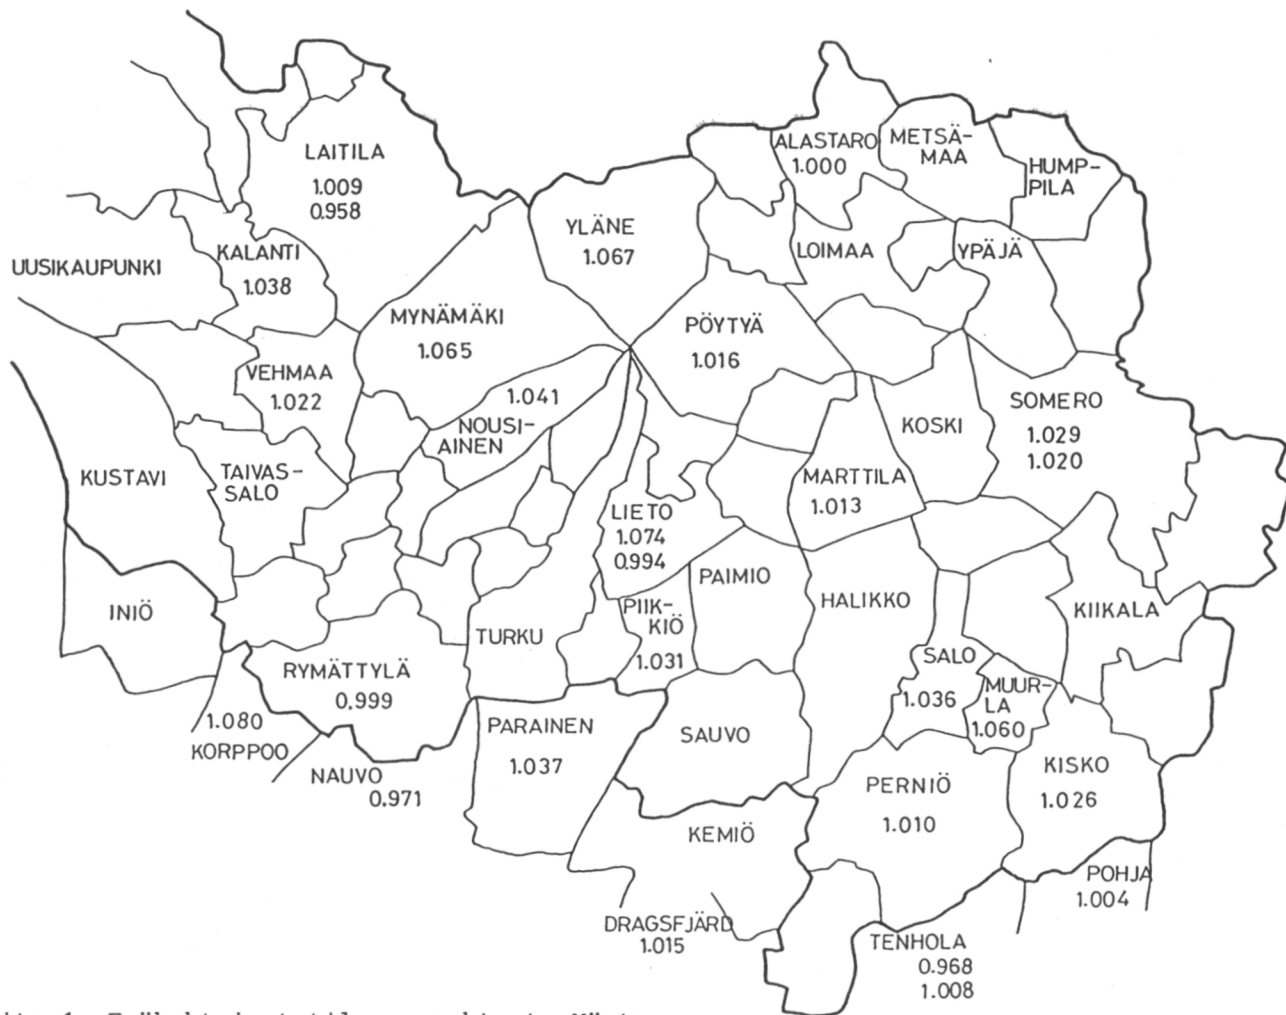 ALASTARO
1.000
METSÄ-
MAA
HUMP-
PILA
LAITILA
1.009
0.958
YLÄNE
1.067
LOIMAA
YPÄJÄ
UUSIKAUPUNKI
KALANTI
1.038
MYNÄMÄKI
1.065
PÖYTYÄ
1.016
VEHMAA
1.022
1.041
NOUSI-
AINEN
KOSKI
SOMERO
1.029
1.020
KUSTAVI
TAIVAS-
SALO
MARTTILA
1.013
LIETO
1.074
0.994
PAIMIO
HALIKKO
KIIKALA
INIÖ
TURKU
PIIK-
KIÖ
1.031
RYMÄTTYLÄ
0.999
SALO
1.036
MUUR-
LA
1.060
1.080
KORPPOO
PARAINEN
1.037
SAUVO
NAUVO
0.971
PERNIÖ
1.010
KISKO
1.026
KEMIÖ
POHJA
1.004
DRAGSFJÄRD
1.015
TENHOLA
0.968
1.008